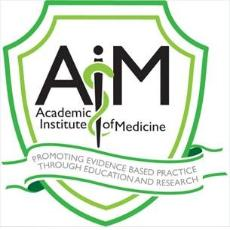 AiM
Academic
Institute of Medicine
PROMOTING EVIDENCE BASED PRACTICE
THROUGH EDUCATION AND RESEARCH